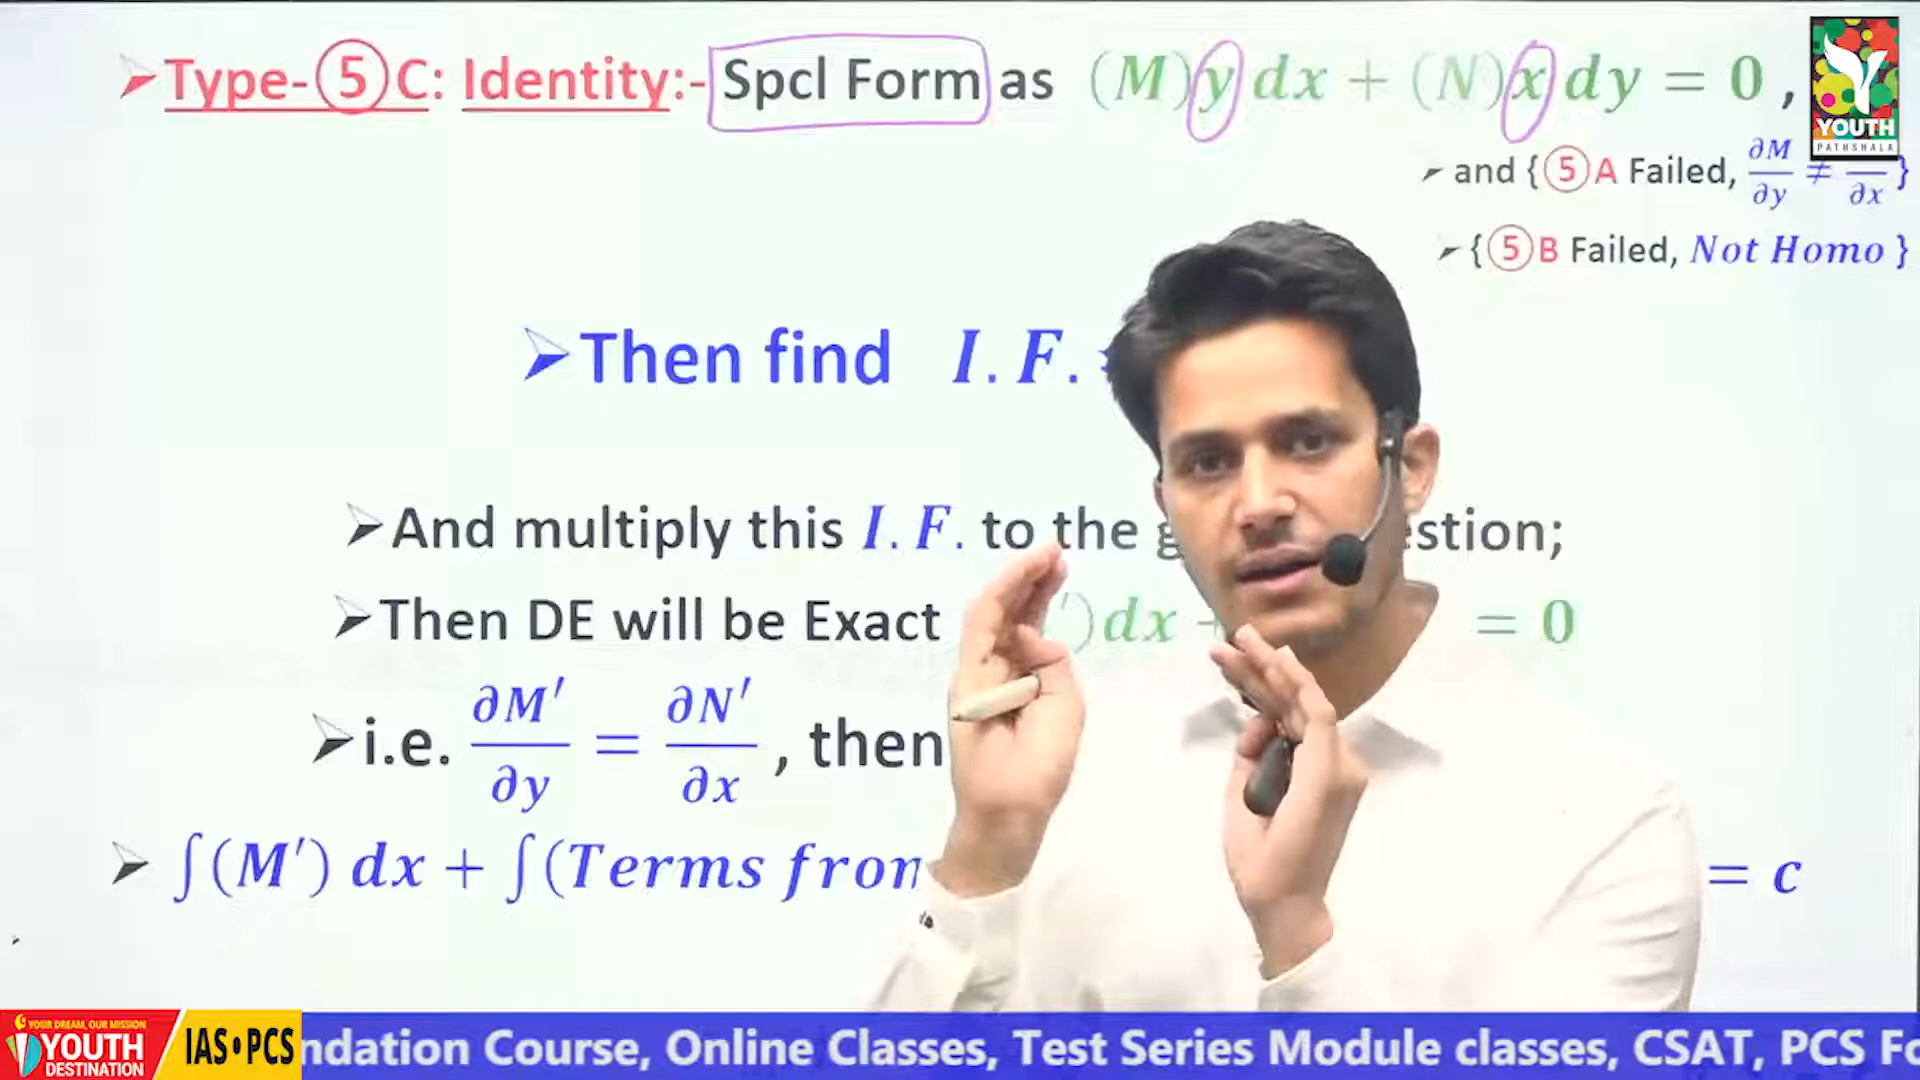 ➢Type-⑤C: Identity:- Spcl Form as (M)y dx + (N)x dy = 0 ,
YOUTH
PATHSHALA
➢ and {⑤A Failed, ∂M/∂y ≠ /∂x }
➢ {⑤B Failed, Not Homo }
➢Then find I. F.
➢And multiply this I. F. to the g estion;
➢Then DE will be Exact ′)dx + = 0
➢i.e. ∂M′/∂y = ∂N′/∂x , then
➢ ∫(M′) dx + ∫(Terms from = c
YOUR DREAM, OUR MISSION
YOUTH
DESTINATION
IAS•PCS
ndation Course, Online Classes, Test Series Module classes, CSAT, PCS Fo